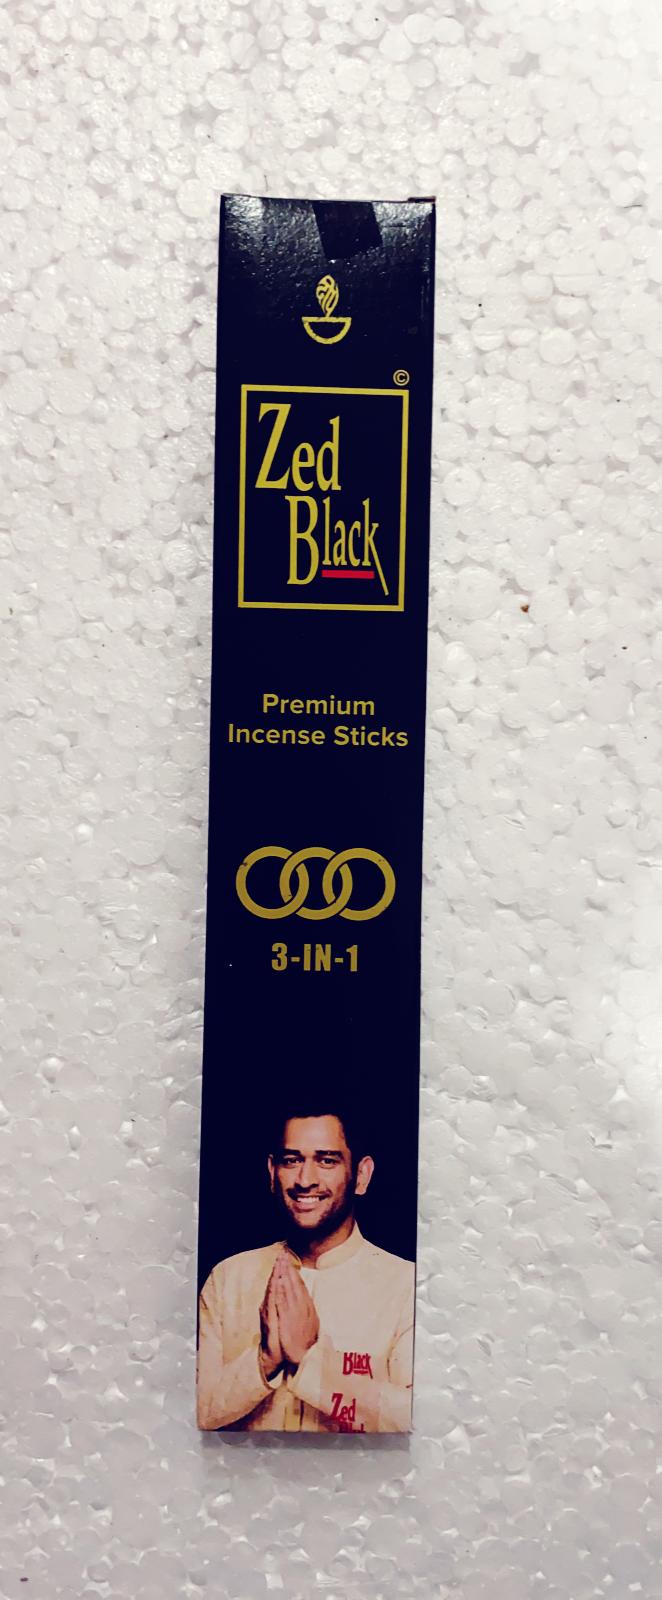 ©
Zed
Black
Premium
Incense Sticks
3-IN-1
Black
Zed